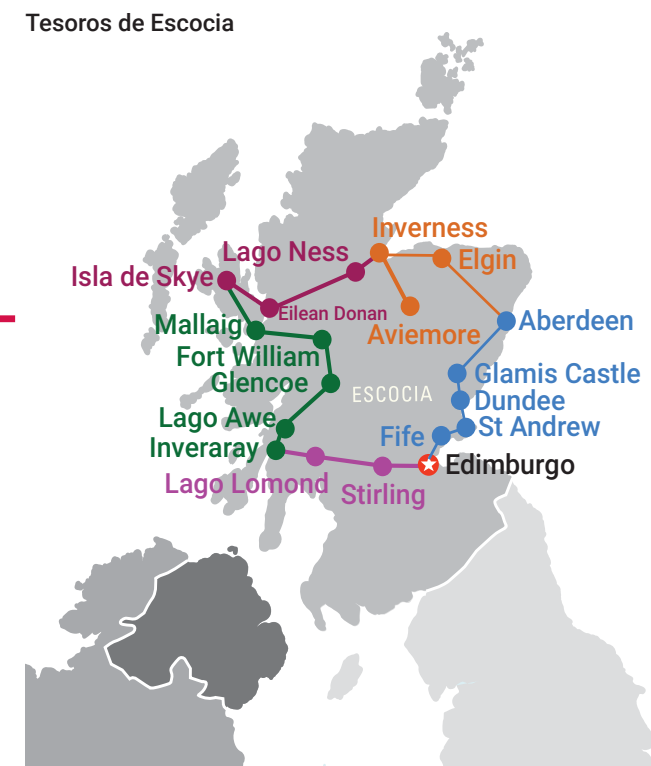 Tesoros de Escocia
Inverness
Lago Ness
Elgin
Isla de Skye
Eilean Donan
Mallaig
Aviemore
Aberdeen
Fort William
Glencoe
ESCOCIA
Glamis Castle
Dundee
Lago Awe
St Andrew
Fife
Inveraray
Edimburgo
Lago Lomond
Stirling